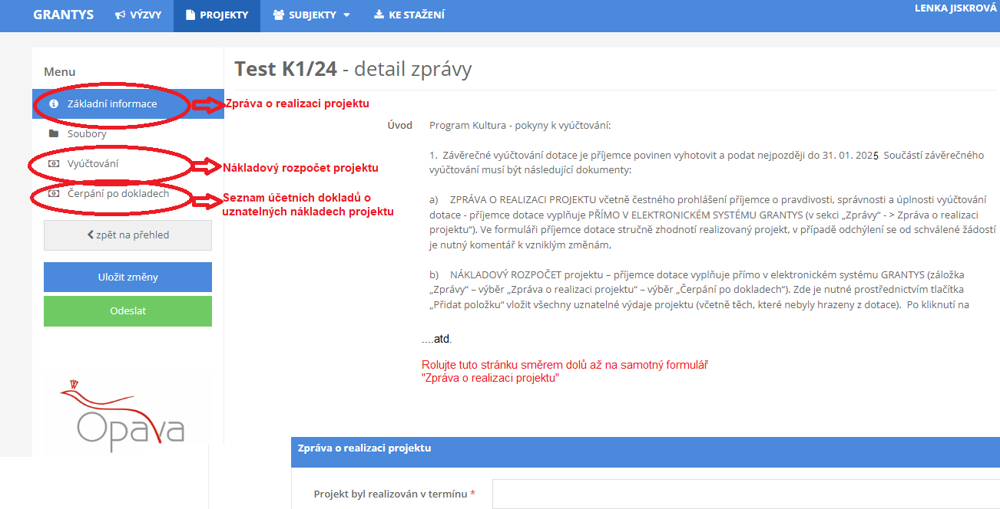 GRANTYS VÝZVY PROJEKTY SUBJEKTY KE STAŽENÍ LENKA JISKROVÁ
Menu
Základní informace
Soubory
Vyúčtování
Čerpání po dokladech
zpět na přehled
Uložit změny
Odeslat
Opava
Zpráva o realizaci projektu
Nákladový rozpočet projektu
Seznam účetních dokladů o
uznatelných nákladech projektu
Test K1/24 - detail zprávy
Úvod
Program Kultura - pokyny k vyúčtování:
1. Závěrečné vyúčtování dotace je příjemce povinen vyhotovit a podat nejpozději do 31. 01. 2025 Součástí závěrečného
vyúčtování musí být následující dokumenty:
a) ZPRÁVA O REALIZACI PROJEKTU včetně čestného prohlášení příjemce o pravdivosti, správnosti a úplnosti vyúčtování
dotace - příjemce dotace vyplňuje PŘÍMO V ELEKTRONICKÉM SYSTÉMU GRANTYS (v sekci „Zprávy“ - > Zpráva o realizaci
projektu“). Ve formuláři příjemce dotace stručně zhodnotí realizovaný projekt, v případě odchýlení se od schválené žádostí
je nutný komentář k vzniklým změnám,
b) NÁKLADOVÝ ROZPOČET projektu – příjemce dotace vyplňuje přímo v elektronickém systému GRANTYS (záložka
„Zprávy“ – výběr „Zpráva o realizaci projektu“ – výběr „Čerpání po dokladech“). Zde je nutné prostřednictvím tlačítka
„Přidat položku“ vložit všechny uznatelné výdaje projektu (včetně těch, které nebyly hrazeny z dotace). Po kliknutí na
....atd.
Rolujte tuto stránku směrem dolů až na samotný formulář
"Zpráva o realizaci projektu"
Zpráva o realizaci projektu
Projekt byl realizován v termínu *